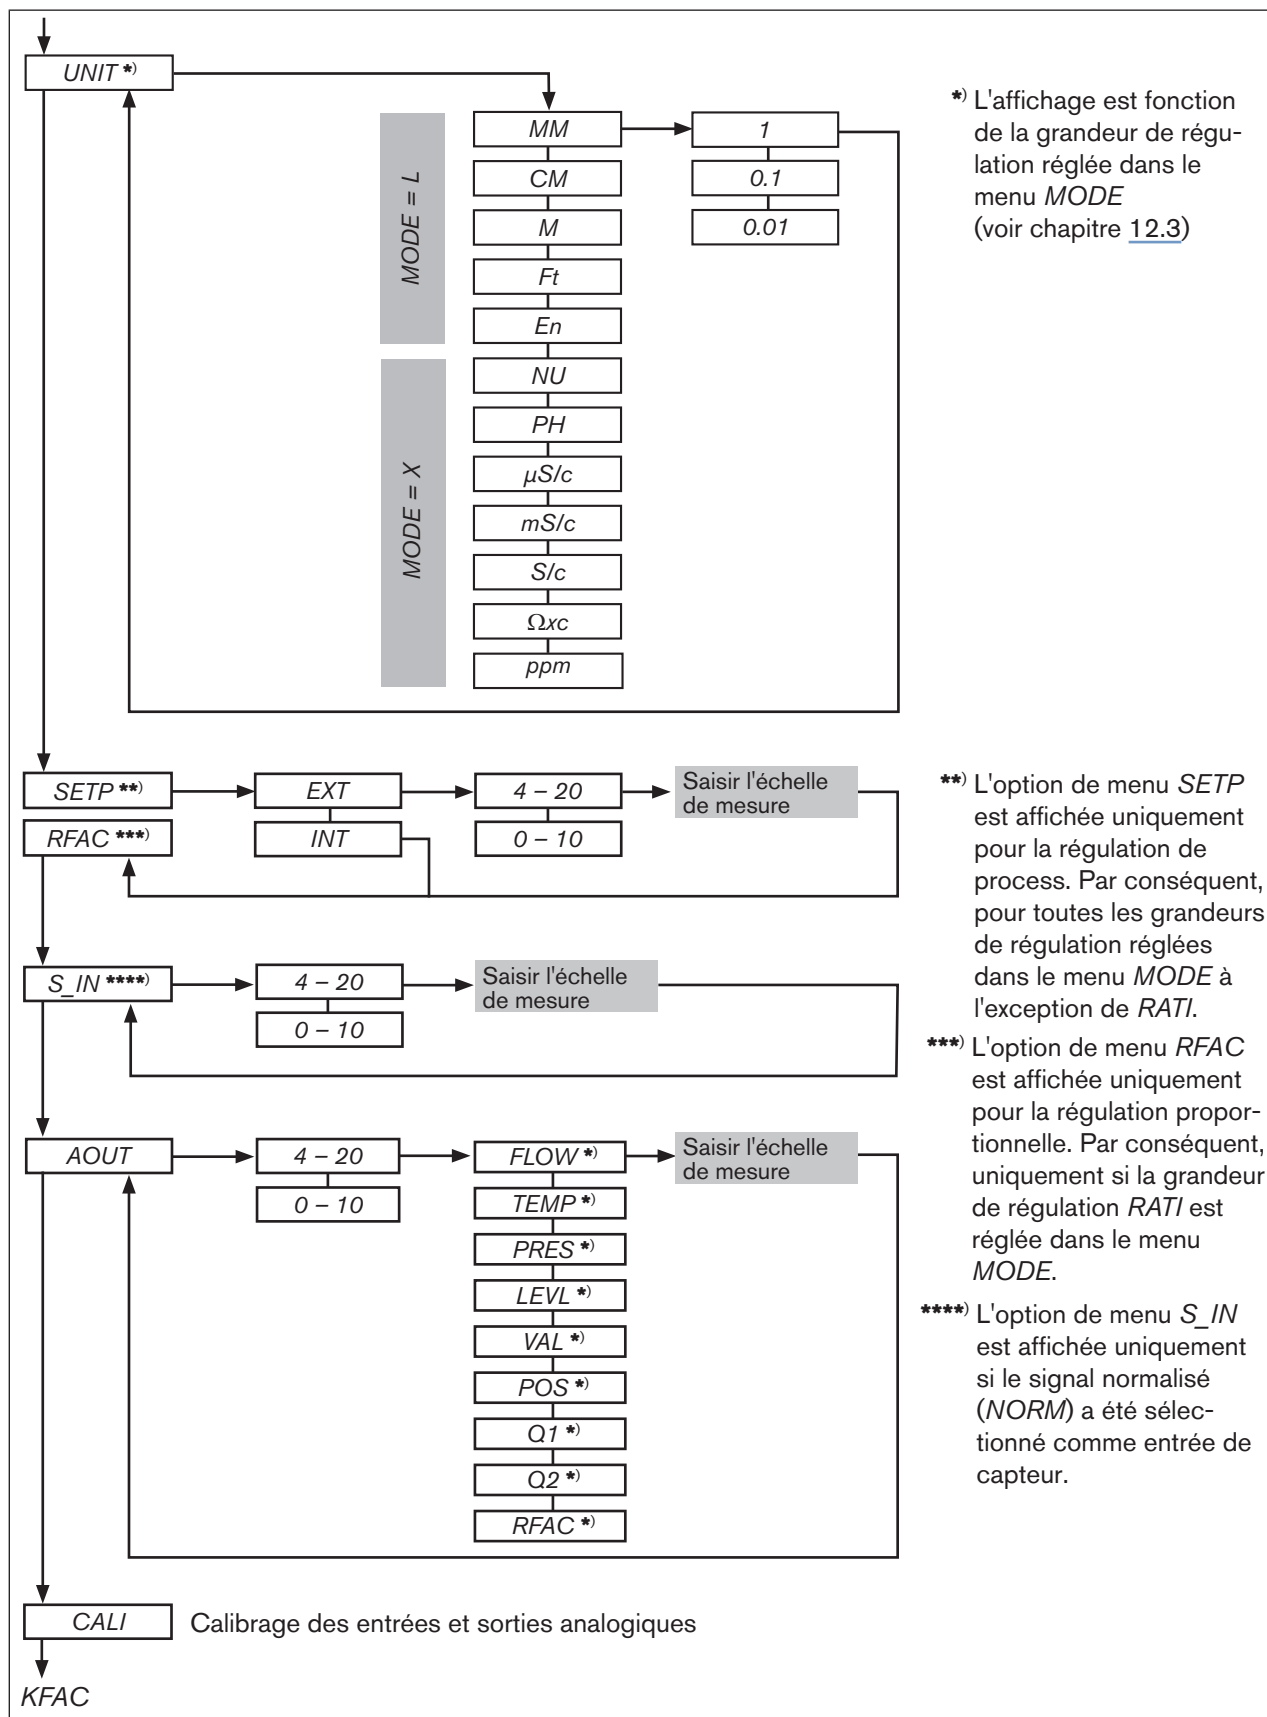 UNIT *)
MODE = L
MM
CM
M
Ft
En
1
0.1
0.01
MODE = X
NU
PH
µS/c
mS/c
S/c
Ωxc
ppm
*) L'affichage est fonction
de la grandeur de régu-
lation réglée dans le
menu MODE
(voir chapitre 12.3)
SETP **)
RFAC ***)
EXT
INT
4 – 20
0 – 10
Saisir l'échelle
de mesure
S_IN ****)
4 – 20
0 – 10
Saisir l'échelle
de mesure
AOUT
4 – 20
0 – 10
FLOW *)
TEMP *)
PRES *)
LEVL *)
VAL *)
POS *)
Q1 *)
Q2 *)
RFAC *)
Saisir l'échelle
de mesure
**) L'option de menu SETP
est affichée uniquement
pour la régulation de
process. Par conséquent,
pour toutes les grandeurs
de régulation réglées
dans le menu MODE à
l'exception de RATI.
***) L'option de menu RFAC
est affichée uniquement
pour la régulation propor-
tionnelle. Par conséquent,
uniquement si la grandeur
de régulation RATI est
réglée dans le menu
MODE.
****) L'option de menu S_IN
est affichée uniquement
si le signal normalisé
(NORM) a été sélec-
tionné comme entrée de
capteur.
CALI
Calibrage des entrées et sorties analogiques
KFAC